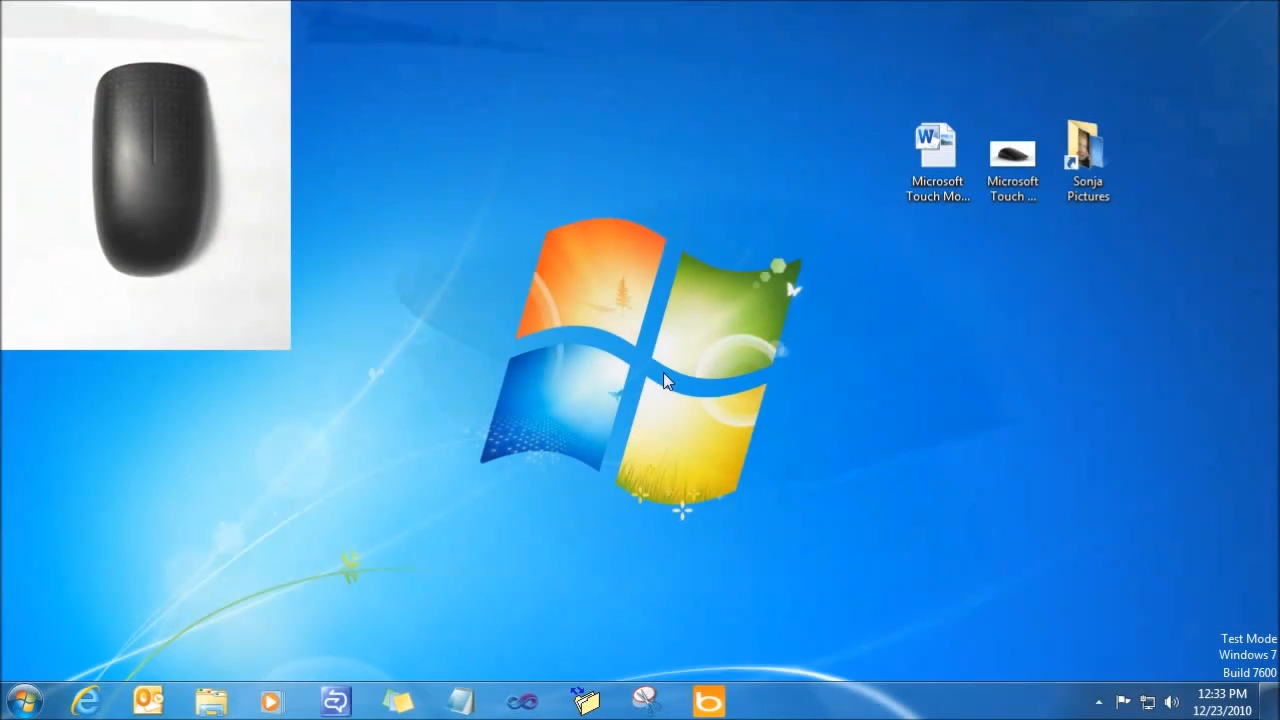 Microsoft
Touch Mo...
Microsoft
Touch ...
Sonja
Pictures
Test Mode
Windows 7
Build 7600
12:33 PM
12/23/2010